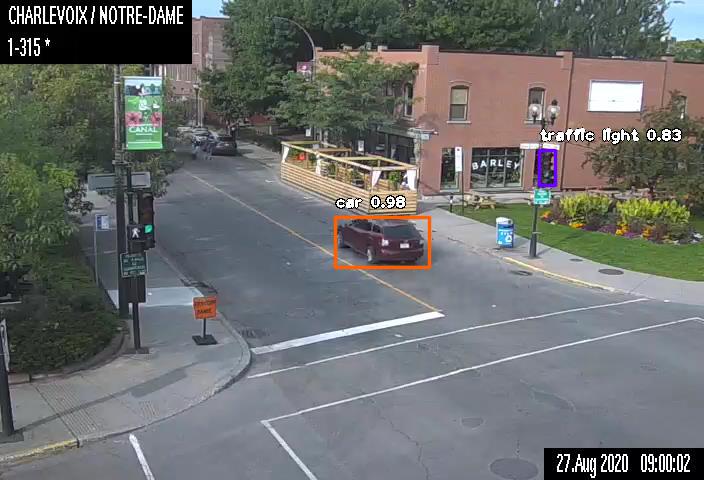 CHARLEVOIX / NOTRE-DAME
1-315 *
CANAL
traffic light 0.83
BARLEY
car 0.98
27.Aug 2020 09:00:02